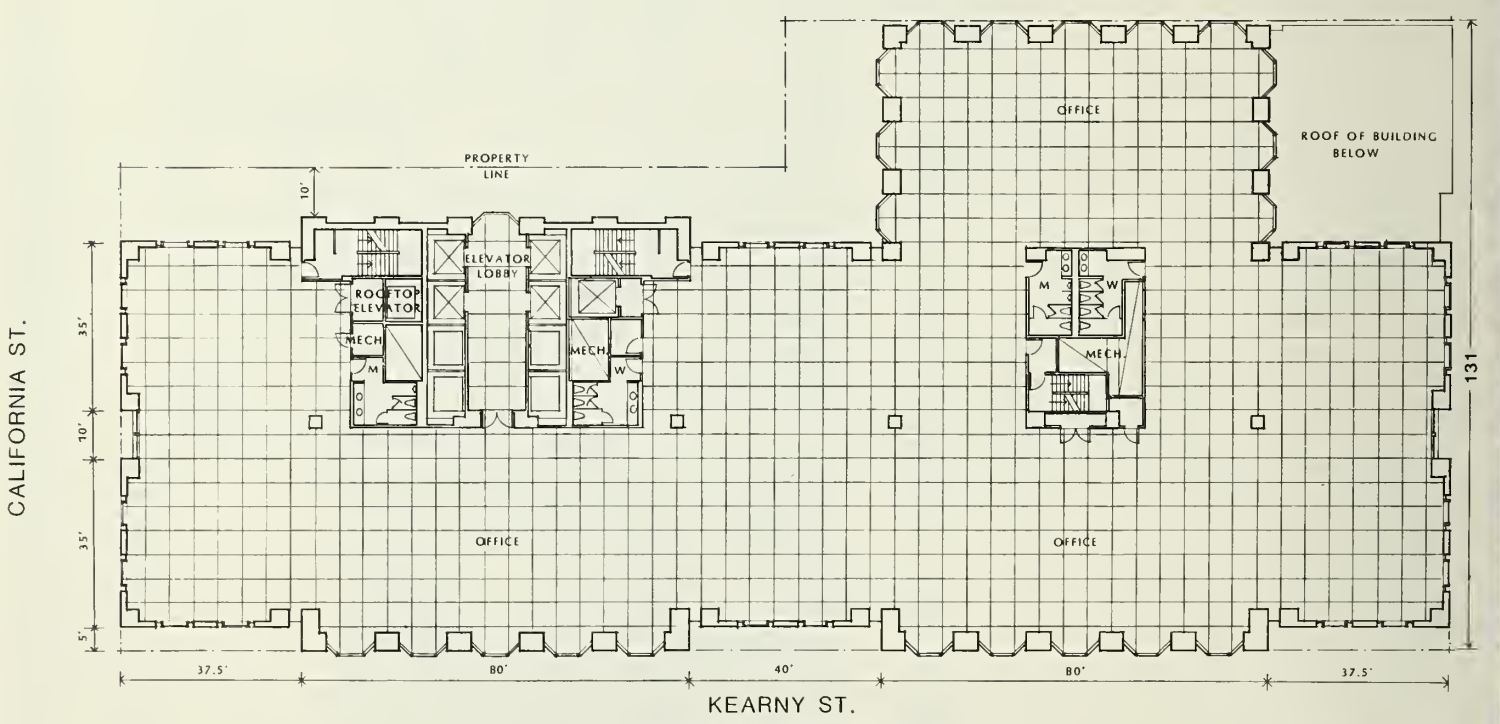 OFFICE
ROOF OF BUILDING
BELOW
PROPERTY
LINE
10'
ELEVATOR
LOBBY
ROOFTOP
ELEVATOR
MECH.
M
MECH.
W
M
W
MECH.
35'
10'
35'
5'
131
CALIFORNIA ST.
OFFICE
OFFICE
37.5'
80'
40'
80'
37.5'
KEARNY ST.